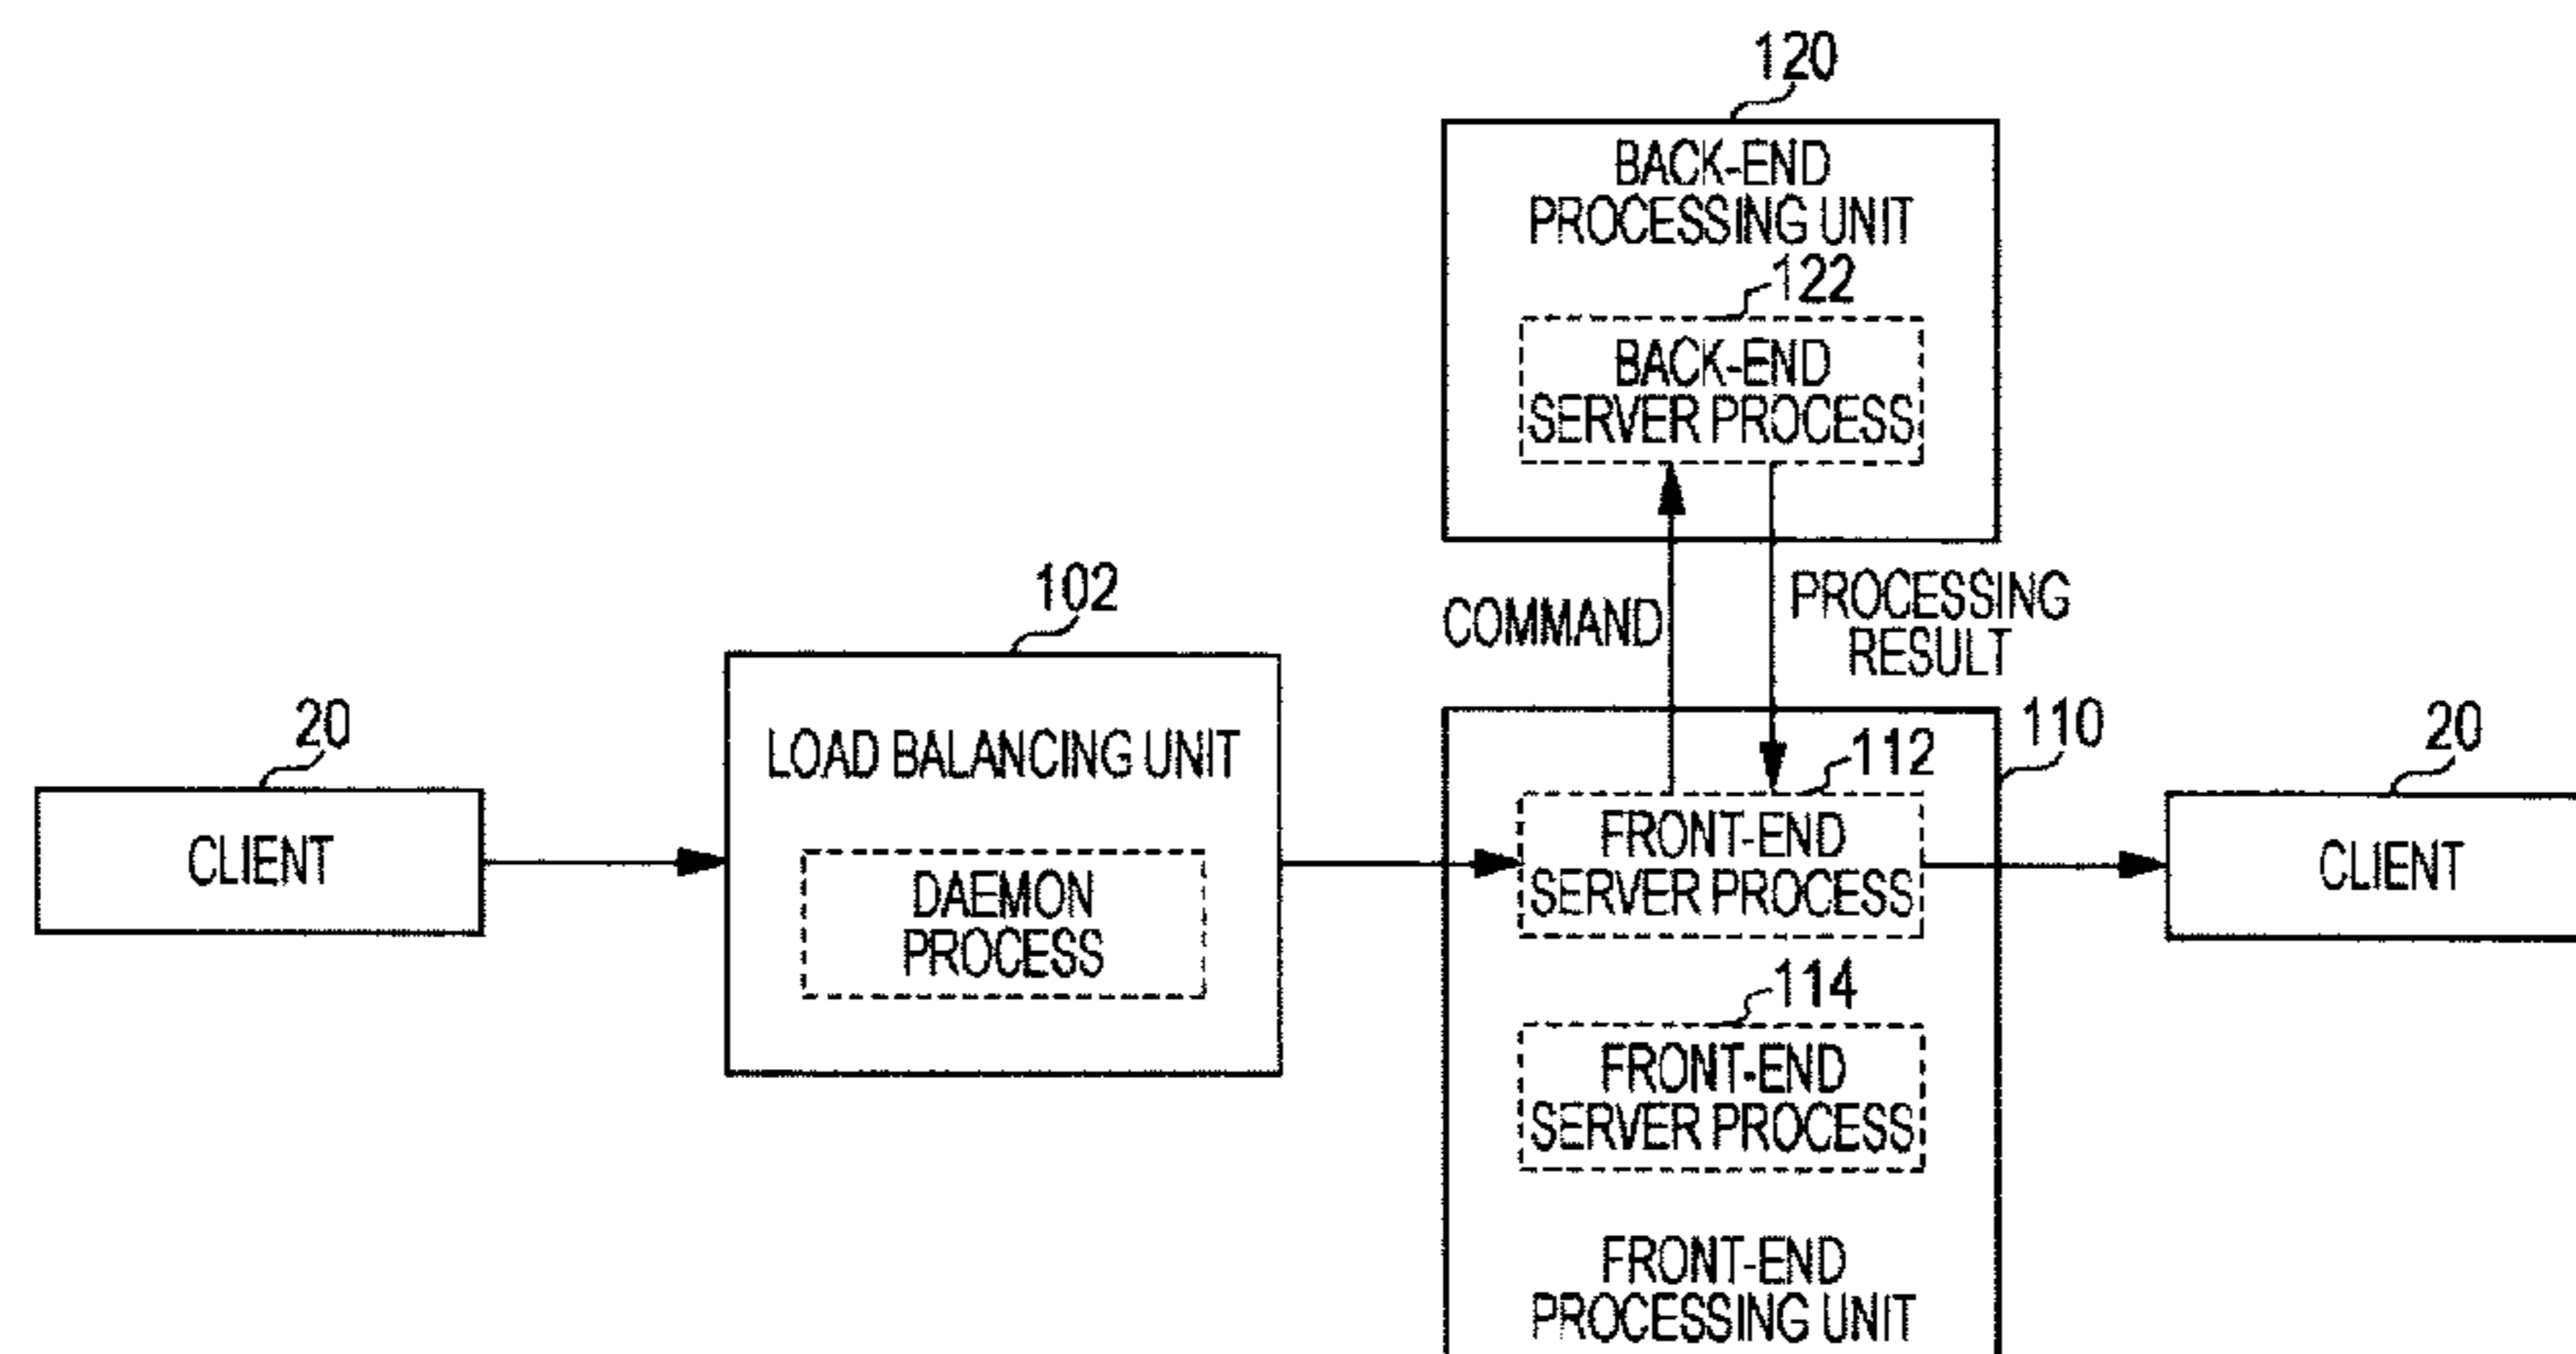 120
BACK-END
PROCESSING UNIT
122
BACK-END
SERVER PROCESS
102
COMMAND
PROCESSING
RESULT
20
LOAD BALANCING UNIT
110
112
20
CLIENT
DAEMON
PROCESS
FRONT-END
SERVER PROCESS
CLIENT
114
FRONT-END
SERVER PROCESS
FRONT-END
PROCESSING UNIT